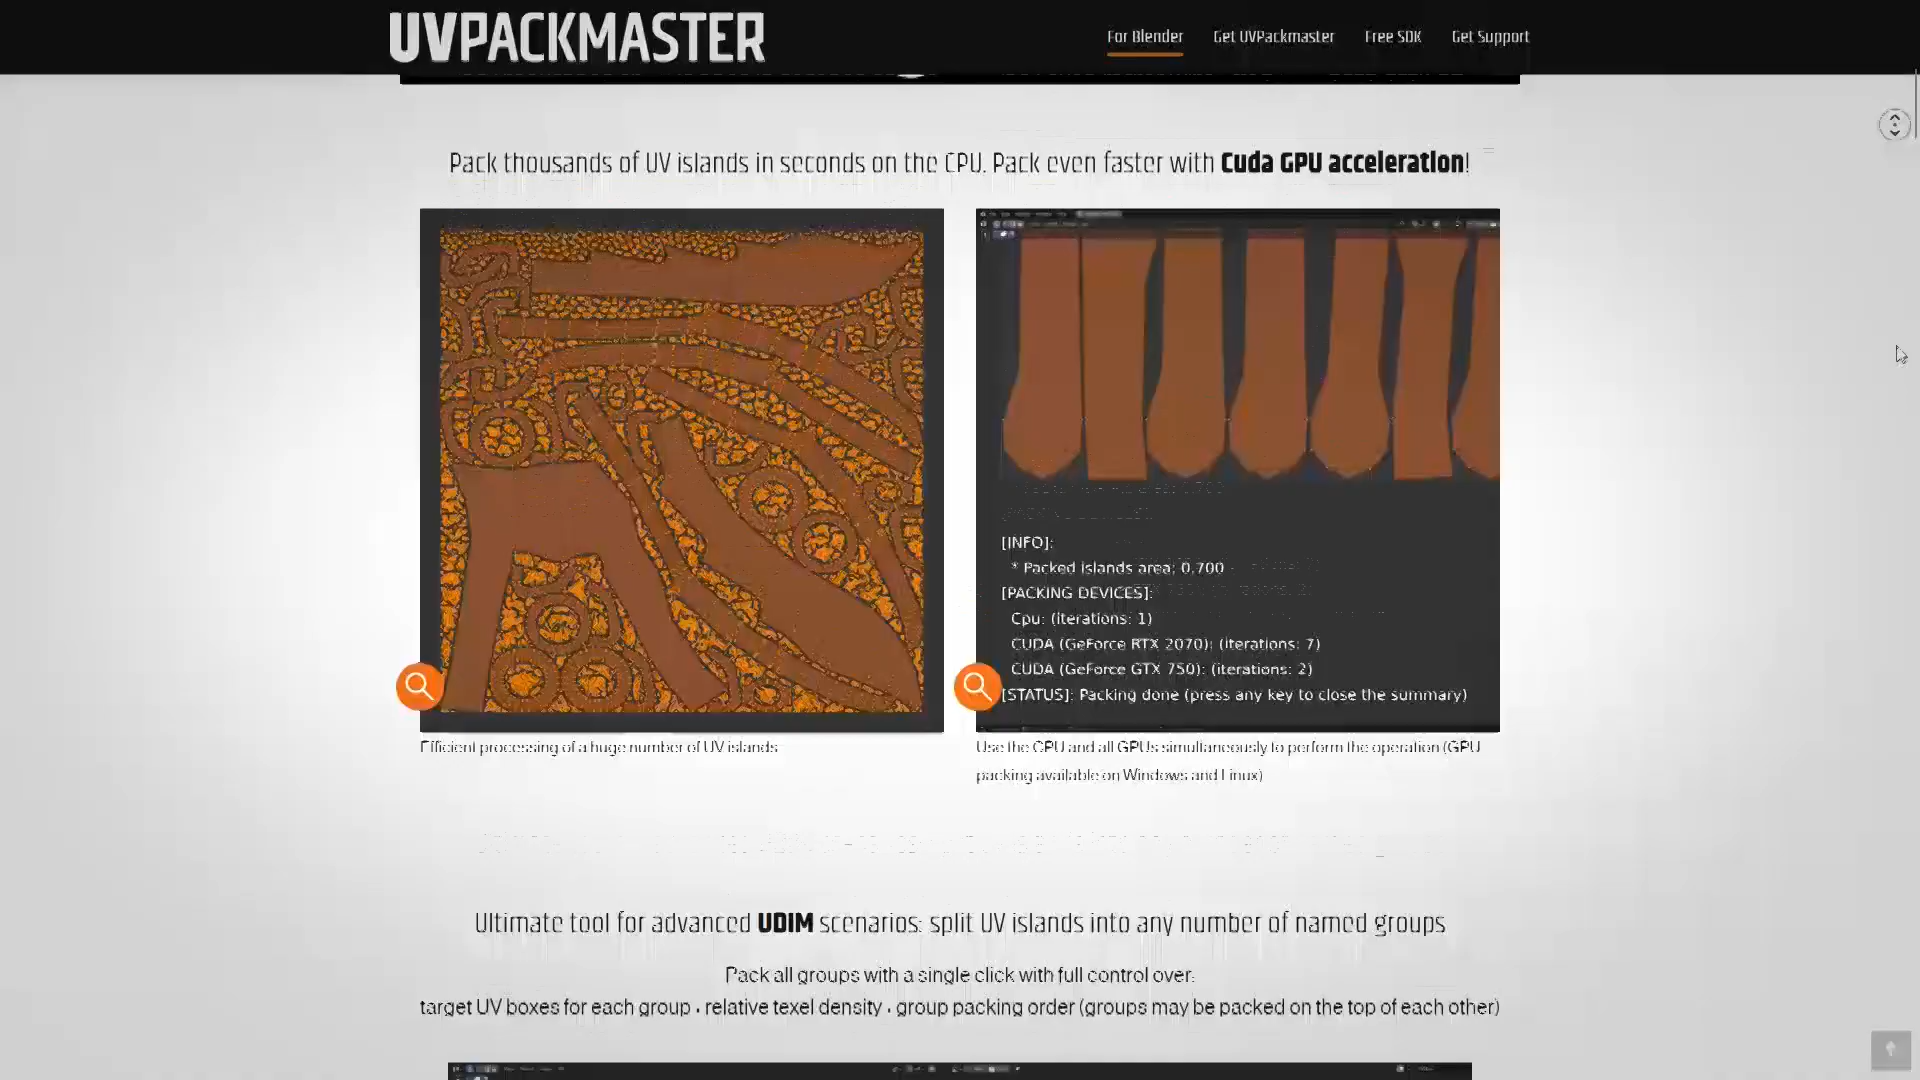 UVPACKMASTER
For Blender
Get UVPackmaster
Free SDK
Get Support
Pack thousands of UV islands in seconds on the CPU. Pack even faster with Cuda GPU acceleration!
[INFO]:
* Packed islands area: 0.700
[PACKING DEVICES]:
Cpu: (iterations: 1)
CUDA (GeForce RTX 2070): (iterations: 7)
CUDA (GeForce GTX 750): (iterations: 2)
[STATUS]: Packing done (press any key to close the summary)
Efficient processing of a huge number of UV islands
Use the CPU and all GPUs simultaneously to perform the operation (GPU
packing available on Windows and Linux)
Ultimate tool for advanced UDIM scenarios: split UV islands into any number of named groups
Pack all groups with a single click with full control over:
target UV boxes for each group • relative texel density • group packing order (groups may be packed on the top of each other)